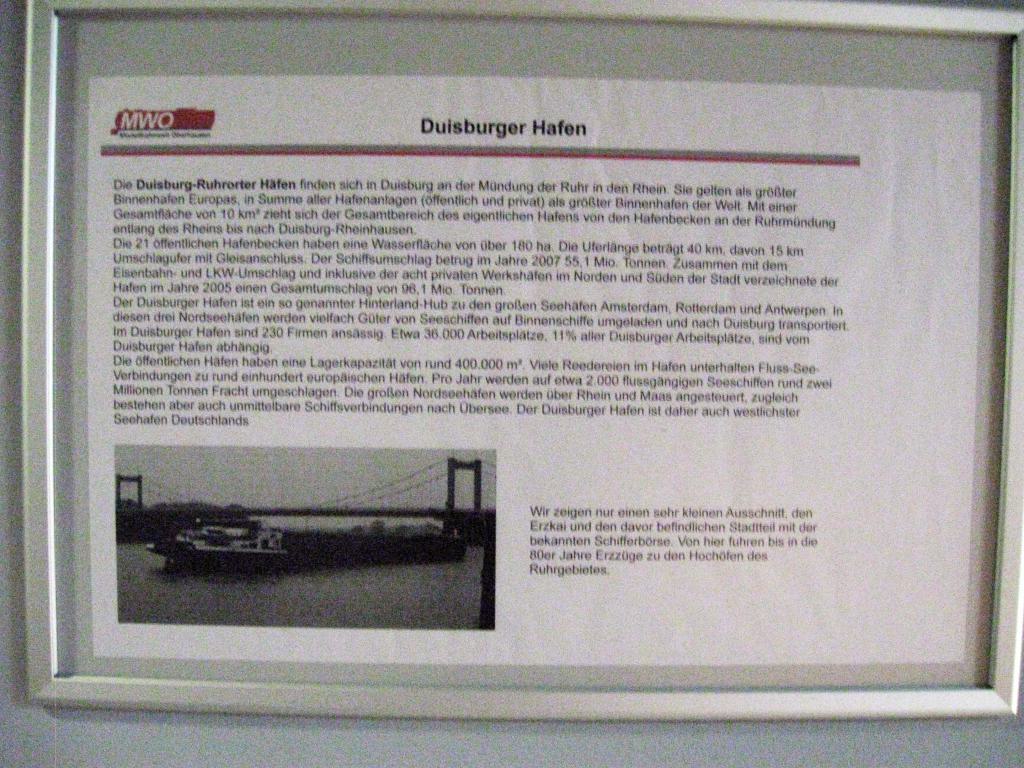 MWO
Modellbahnwelt Oberhausen
Duisburger Hafen
Die Duisburg-Ruhrorter Häfen finden sich in Duisburg an der Mündung der Ruhr in den Rhein. Sie gelten als größter
Binnenhafen Europas, in Summe aller Hafenanlagen (öffentlich und privat) als größter Binnenhafen der Welt. Mit einer
Gesamtfläche von 10 km² zieht sich der Gesamtbereich des eigentlichen Hafens von den Hafenbecken an der Ruhrmündung
entlang des Rheins bis nach Duisburg-Rheinhausen.
Die 21 öffentlichen Hafenbecken haben eine Wasserfläche von über 180 ha. Die Uferlänge beträgt 40 km, davon 15 km
Umschlagufer mit Gleisanschluss. Der Schiffsumschlag betrug im Jahre 2007 55,1 Mio. Tonnen. Zusammen mit dem
Eisenbahn- und LKW-Umschlag und inklusive der acht privaten Werkshäfen im Norden und Süden der Stadt verzeichnete der
Hafen im Jahre 2005 einen Gesamtumschlag von 96,1 Mio. Tonnen.
Der Duisburger Hafen ist ein so genannter Hinterland-Hub zu den großen Seehäfen Amsterdam, Rotterdam und Antwerpen. In
diesen drei Nordseehäfen werden vielfach Güter von Seeschiffen auf Binnenschiffe umgeladen und nach Duisburg transportiert.
Im Duisburger Hafen sind 230 Firmen ansässig. Etwa 36.000 Arbeitsplätze, 11% aller Duisburger Arbeitsplätze, sind vom
Duisburger Hafen abhängig.
Die öffentlichen Häfen haben eine Lagerkapazität von rund 400.000 m². Viele Reedereien im Hafen unterhalten Fluss-See-
Verbindungen zu rund einhundert europäischen Häfen. Pro Jahr werden auf etwa 2.000 flussgängigen Seeschiffen rund zwei
Millionen Tonnen Fracht umgeschlagen. Die großen Nordseehäfen werden über Rhein und Maas angesteuert, zugleich
bestehen aber auch unmittelbare Schiffsverbindungen nach Übersee. Der Duisburger Hafen ist daher auch westlichster
Seehafen Deutschlands
Wir zeigen nur einen sehr kleinen Ausschnitt, den
Erzkai und den davor befindlichen Stadtteil mit der
bekannten Schifferbörse. Von hier fuhren bis in die
80er Jahre Erzzüge zu den Hochöfen des
Ruhrgebietes.